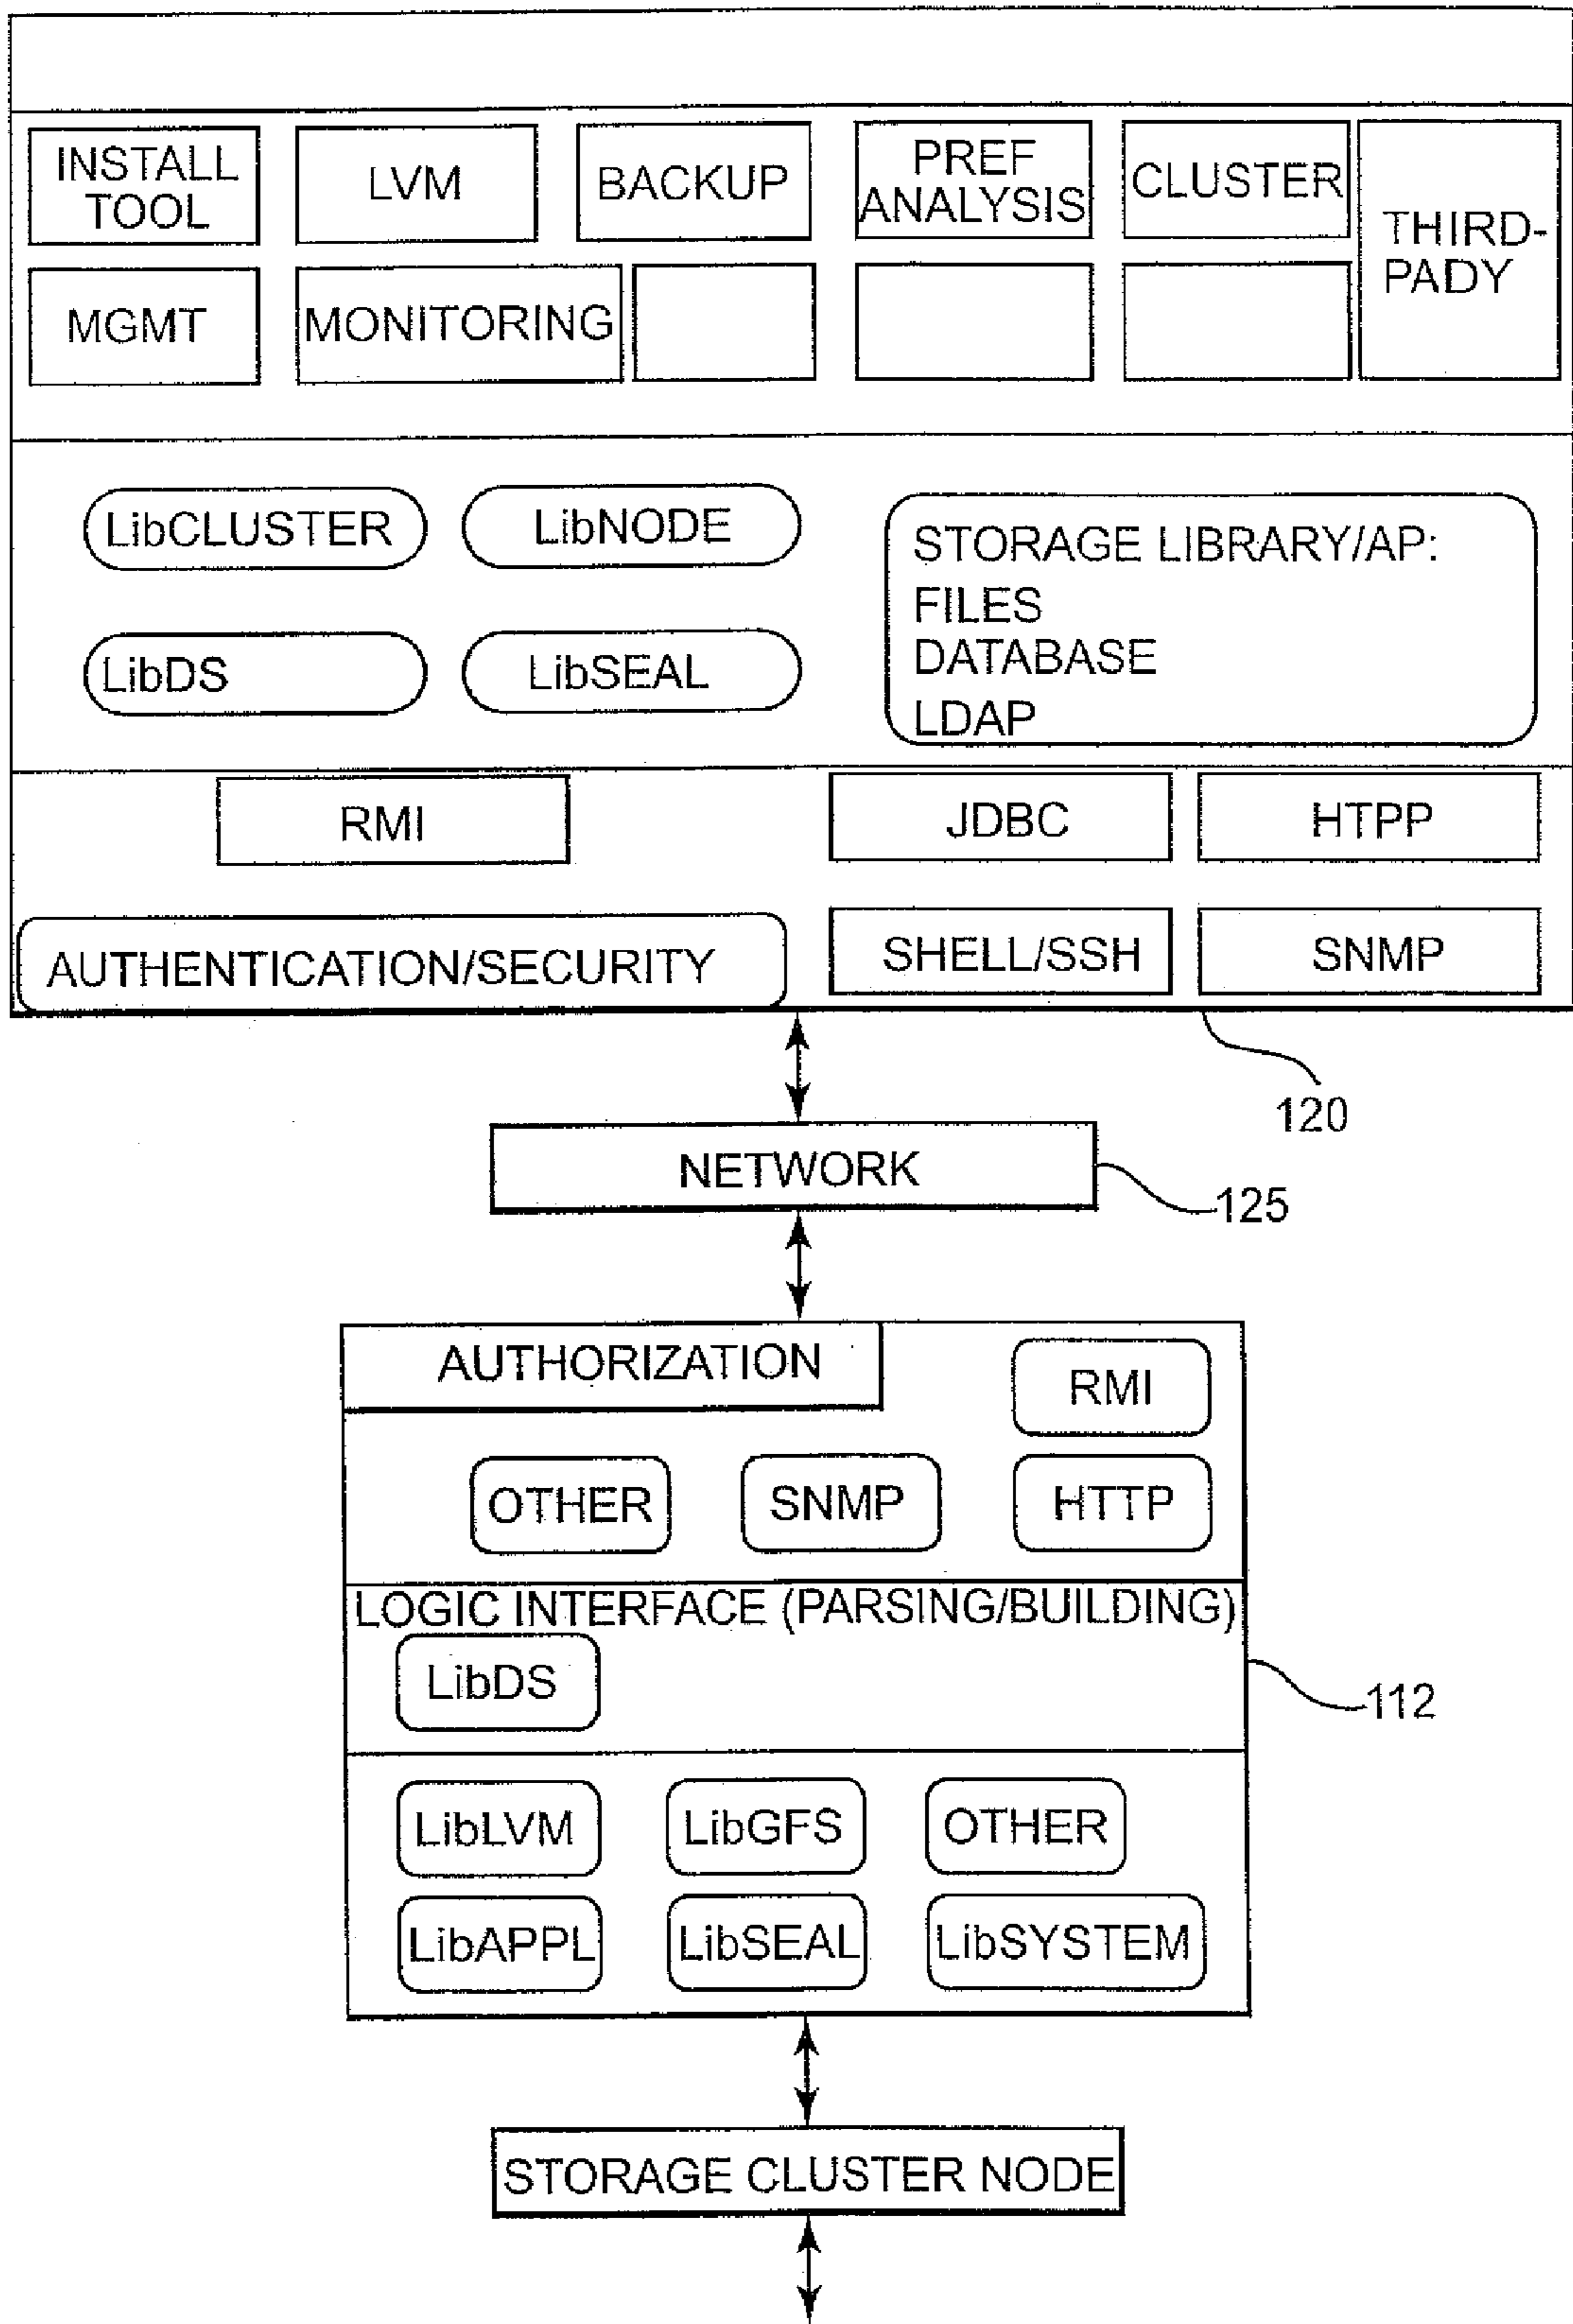 INSTALL
TOOL
LVM
BACKUP
PREF
ANALYSIS
CLUSTER
THIRD-
PADY
MGMT
MONITORING
LibCLUSTER
LibNODE
LibDS
LibSEAL
STORAGE LIBRARY/AP:
FILES
DATABASE
LDAP
RMI
JDBC
HTPP
AUTHENTICATION/SECURITY
SHELL/SSH
SNMP
120
NETWORK
125
AUTHORIZATION
RMI
OTHER
SNMP
HTTP
LOGIC INTERFACE (PARSING/BUILDING)
LibDS
112
LibLVM
LibGFS
OTHER
LibAPPL
LibSEAL
LibSYSTEM
STORAGE CLUSTER NODE